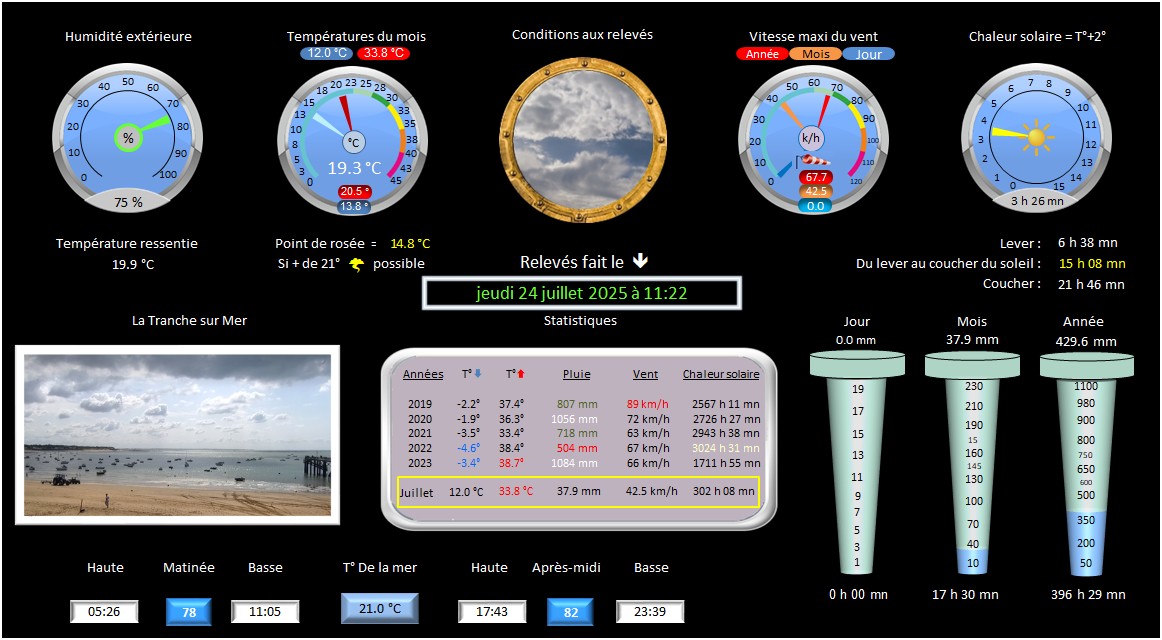 Humidité extérieure
Températures du mois
Conditions aux relevés
Vitesse maxi du vent
Chaleur solaire = T°+2°
12.0 °C 33.8 °C
Année Mois Jour
0 10 20 30 40 50 60 70 80 90 100
%
75 %
0 3 5 8 10 13 15 18 20 23 25 28 30 33 35 38 40 43 45
°C
19.3 °C
20.5 °
13.8 °
0 10 20 30 40 50 60 70 80 90 100 110 120
k/h
67.7
42.5
0.0
0 1 2 3 4 5 6 7 8 9 10 11 12 13 14 15
3 h 26 mn
Température ressentie
19.9 °C
Point de rosée = 14.8 °C
Si + de 21° possible
Relevés fait le
jeudi 24 juillet 2025 à 11:22
Lever : 6 h 38 mn
Du lever au coucher du soleil : 15 h 08 mn
Coucher : 21 h 46 mn
La Tranche sur Mer
Statistiques
Années T° T° Pluie Vent Chaleur solaire
2019 -2.2° 37.4° 807 mm 89 km/h 2567 h 11 mn
2020 -1.9° 36.3° 1056 mm 72 km/h 2726 h 27 mn
2021 -3.5° 33.4° 718 mm 63 km/h 2943 h 38 mn
2022 -4.6° 38.4° 504 mm 67 km/h 3024 h 31 mn
2023 -3.4° 38.7° 1084 mm 66 km/h 1711 h 55 mn
Juillet 12.0 °C 33.8 °C 37.9 mm 42.5 km/h 302 h 08 mn
Jour
0.0 mm
19
17
15
13
11
9
7
5
3
1
0 h 00 mn
Mois
37.9 mm
230
210
190
15
160
145
130
100
70
40
10
17 h 30 mn
Année
429.6 mm
1100
980
900
800
750
650
600
500
350
200
50
396 h 29 mn
Haute Matinée Basse T° De la mer Haute Après-midi Basse
05:26 78 11:05 21.0 °C 17:43 82 23:39